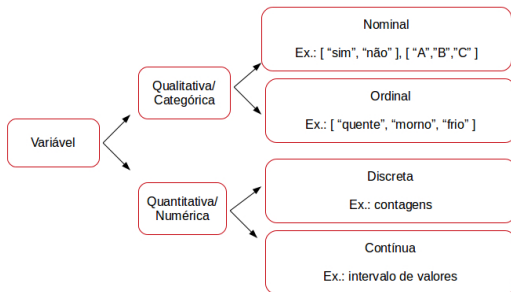 Nominal
Ex.: [ “sim”, “não” ], [ “A”,”B”,”C” ]
Qualitativa/
Categórica
Ordinal
Ex.: [ “quente”, “morno”, “frio” ]
Variável
Discreta
Ex.: contagens
Quantitativa/
Numérica
Contínua
Ex.: intervalo de valores